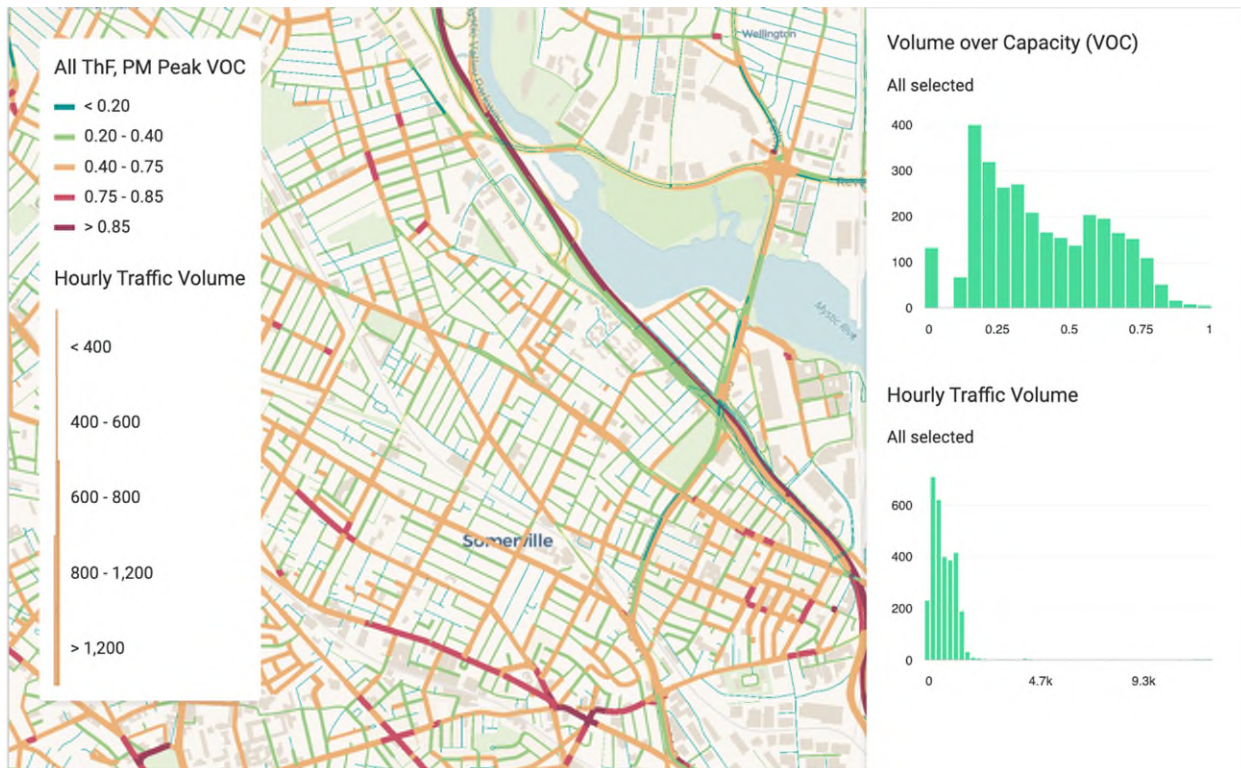 All ThF, PM Peak VOC
< 0.20
0.20 - 0.40
0.40 - 0.75
0.75 - 0.85
> 0.85
Hourly Traffic Volume
< 400
400 - 600
600 - 800
800 - 1,200
> 1,200
Wellington
Mystic River
Somerville
Volume over Capacity (VOC)
All selected
400
300
200
100
0
0 0.25 0.5 0.75 1
Hourly Traffic Volume
All selected
600
400
200
0
0 4.7k 9.3k